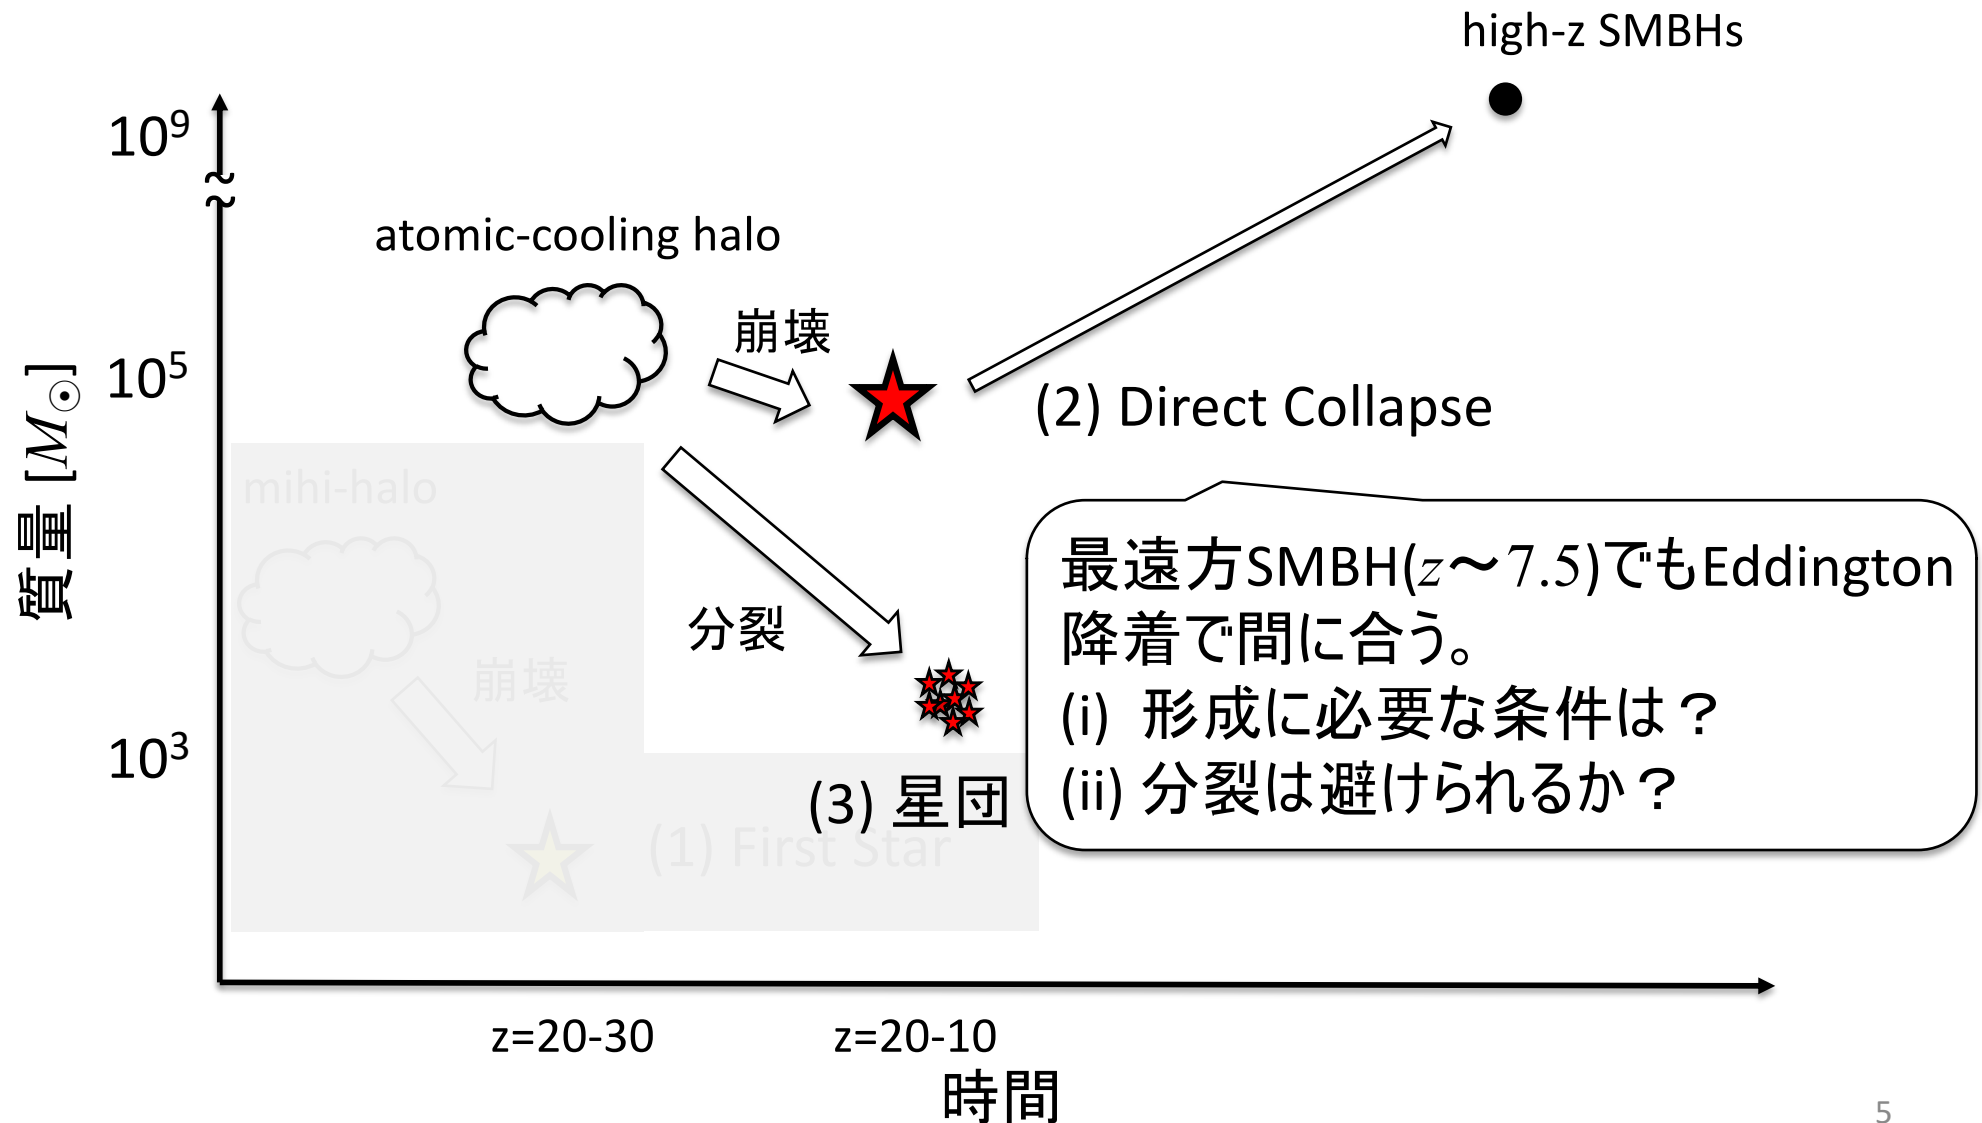 high-z SMBHs
10⁹
atomic-cooling halo
崩壊
10⁵
(2) Direct Collapse
質量 [M☉]
mihi-halo
最遠方SMBH(z〜7.5)でもEddington
降着で間に合う。
(i) 形成に必要な条件は？
(ii) 分裂は避けられるか？
分裂
崩壊
10³
(3) 星団
(1) First Star
z=20-30
z=20-10
時間
5